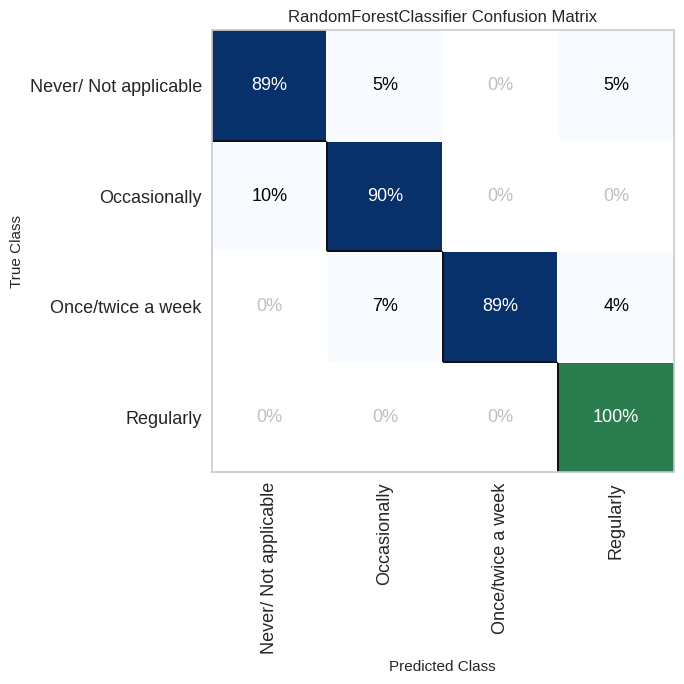 RandomForestClassifier Confusion Matrix
True Class
Never/ Not applicable 89% 5% 0% 5%
Occasionally 10% 90% 0% 0%
Once/twice a week 0% 7% 89% 4%
Regularly 0% 0% 0% 100%
Never/ Not applicable
Occasionally
Once/twice a week
Regularly
Predicted Class